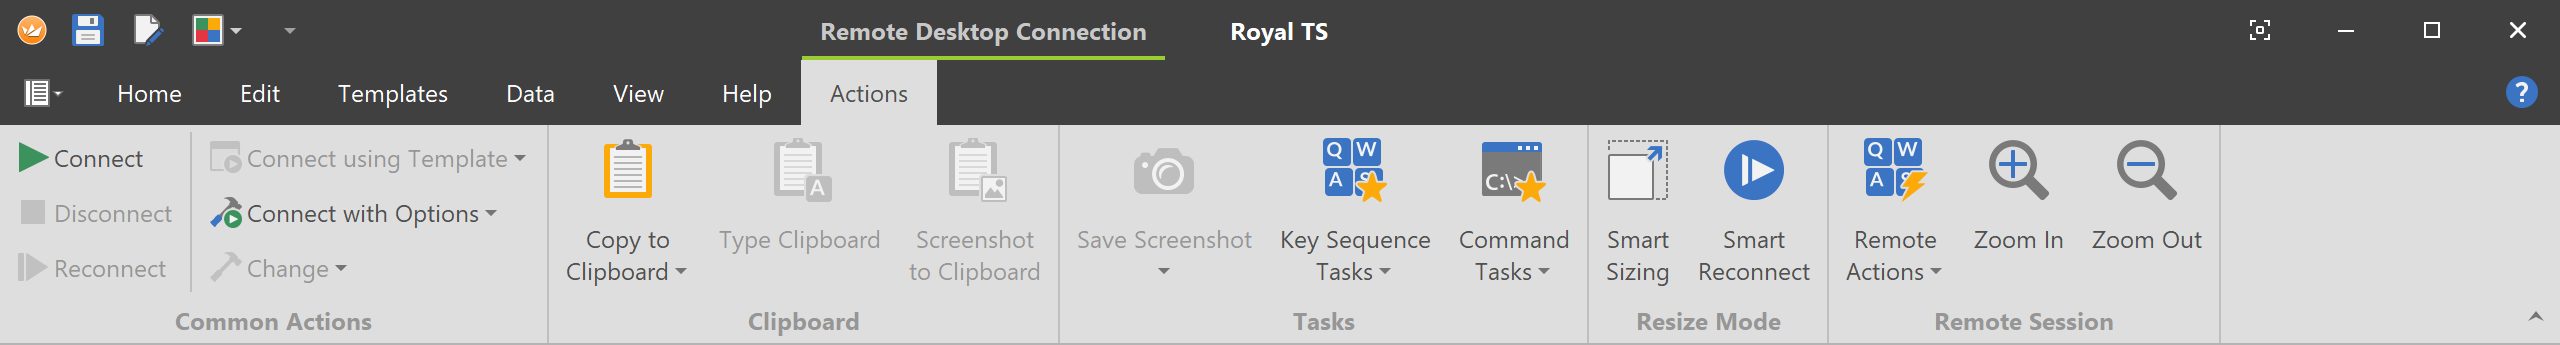 Remote Desktop Connection
Royal TS
Home
Edit
Templates
Data
View
Help
Actions
?
Connect
Disconnect
Reconnect
Connect using Template
Connect with Options
Change
Common Actions
Copy to
Clipboard
A
Type Clipboard
Screenshot
to Clipboard
Clipboard
Save Screenshot
Q W
A S
Key Sequence
Tasks
C:\>
Command
Tasks
Tasks
Smart
Sizing
Smart
Reconnect
Resize Mode
Q W
A S
Remote
Actions
Zoom In
Zoom Out
Remote Session